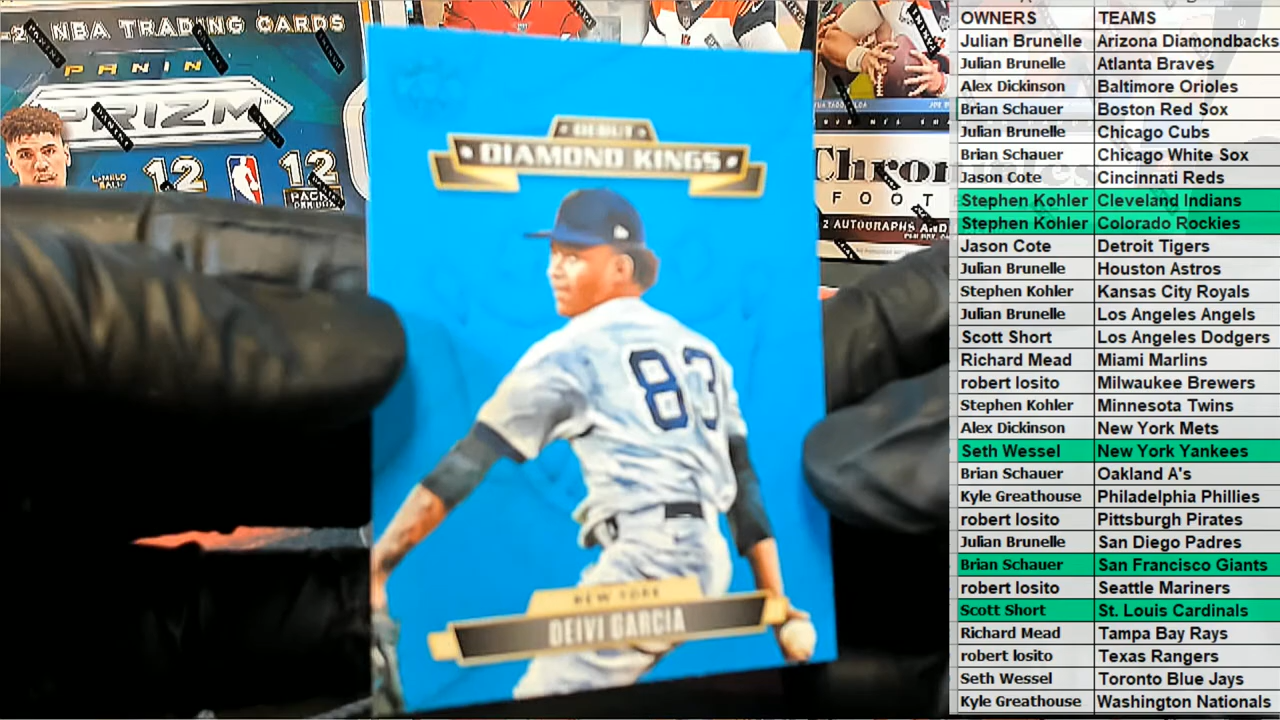 NBA TRADING CARDS
PANINI
PRIZM
LAMELO
BALL
12
12
DEBUT
DIAMOND KINGS
83
NEW YORK
DEIVI GARCIA
Chron
FOOT
2 AUTOGRAPHS AND
OWNERS TEAMS
Julian Brunelle Arizona Diamondbacks
Julian Brunelle Atlanta Braves
Alex Dickinson Baltimore Orioles
Brian Schauer Boston Red Sox
Julian Brunelle Chicago Cubs
Brian Schauer Chicago White Sox
Jason Cote Cincinnati Reds
Stephen Kohler Cleveland Indians
Stephen Kohler Colorado Rockies
Jason Cote Detroit Tigers
Julian Brunelle Houston Astros
Stephen Kohler Kansas City Royals
Julian Brunelle Los Angeles Angels
Scott Short Los Angeles Dodgers
Richard Mead Miami Marlins
robert losito Milwaukee Brewers
Stephen Kohler Minnesota Twins
Alex Dickinson New York Mets
Seth Wessel New York Yankees
Brian Schauer Oakland A's
Kyle Greathouse Philadelphia Phillies
robert losito Pittsburgh Pirates
Julian Brunelle San Diego Padres
Brian Schauer San Francisco Giants
robert losito Seattle Mariners
Scott Short St. Louis Cardinals
Richard Mead Tampa Bay Rays
robert losito Texas Rangers
Seth Wessel Toronto Blue Jays
Kyle Greathouse Washington Nationals